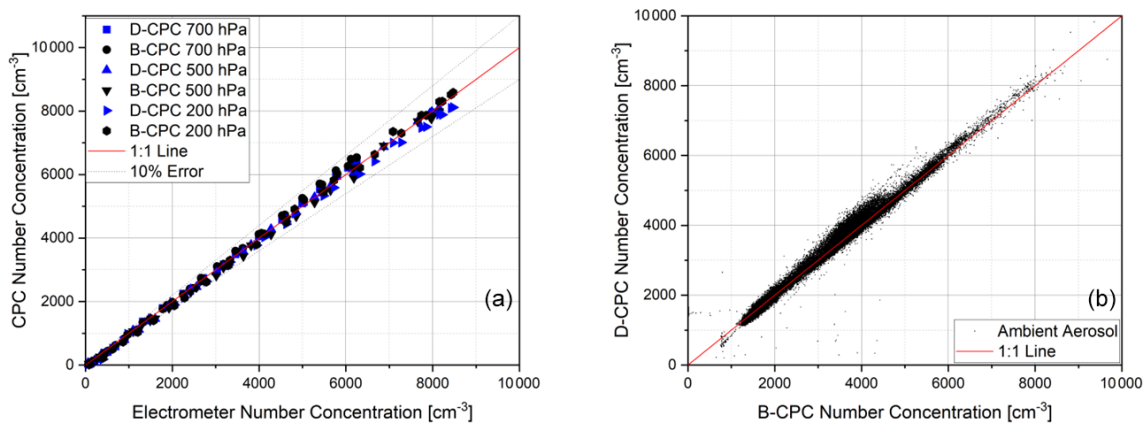 10000
8000
6000
4000
2000
0
CPC Number Concentration [cm⁻³]
D-CPC 700 hPa
B-CPC 700 hPa
D-CPC 500 hPa
B-CPC 500 hPa
D-CPC 200 hPa
B-CPC 200 hPa
1:1 Line
10% Error
(a)
0 2000 4000 6000 8000 10000
Electrometer Number Concentration [cm⁻³]
10000
8000
6000
4000
2000
0
D-CPC Number Concentration [cm⁻³]
(b)
Ambient Aerosol
1:1 Line
0 2000 4000 6000 8000 10000
B-CPC Number Concentration [cm⁻³]